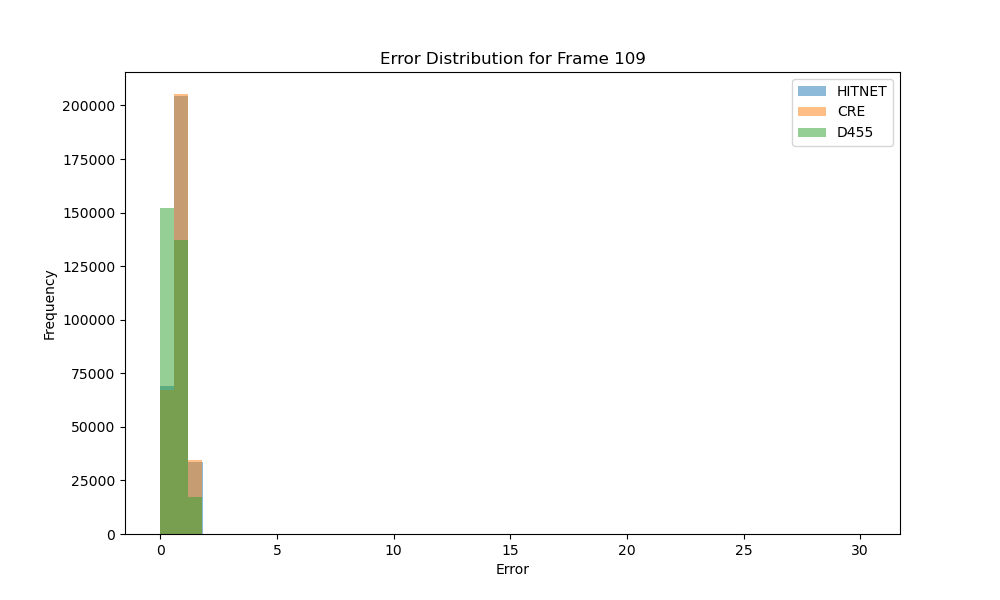 Error Distribution for Frame 109
HITNET
CRE
D455
200000
175000
150000
125000
100000
75000
50000
25000
0
Frequency
0 5 10 15 20 25 30
Error